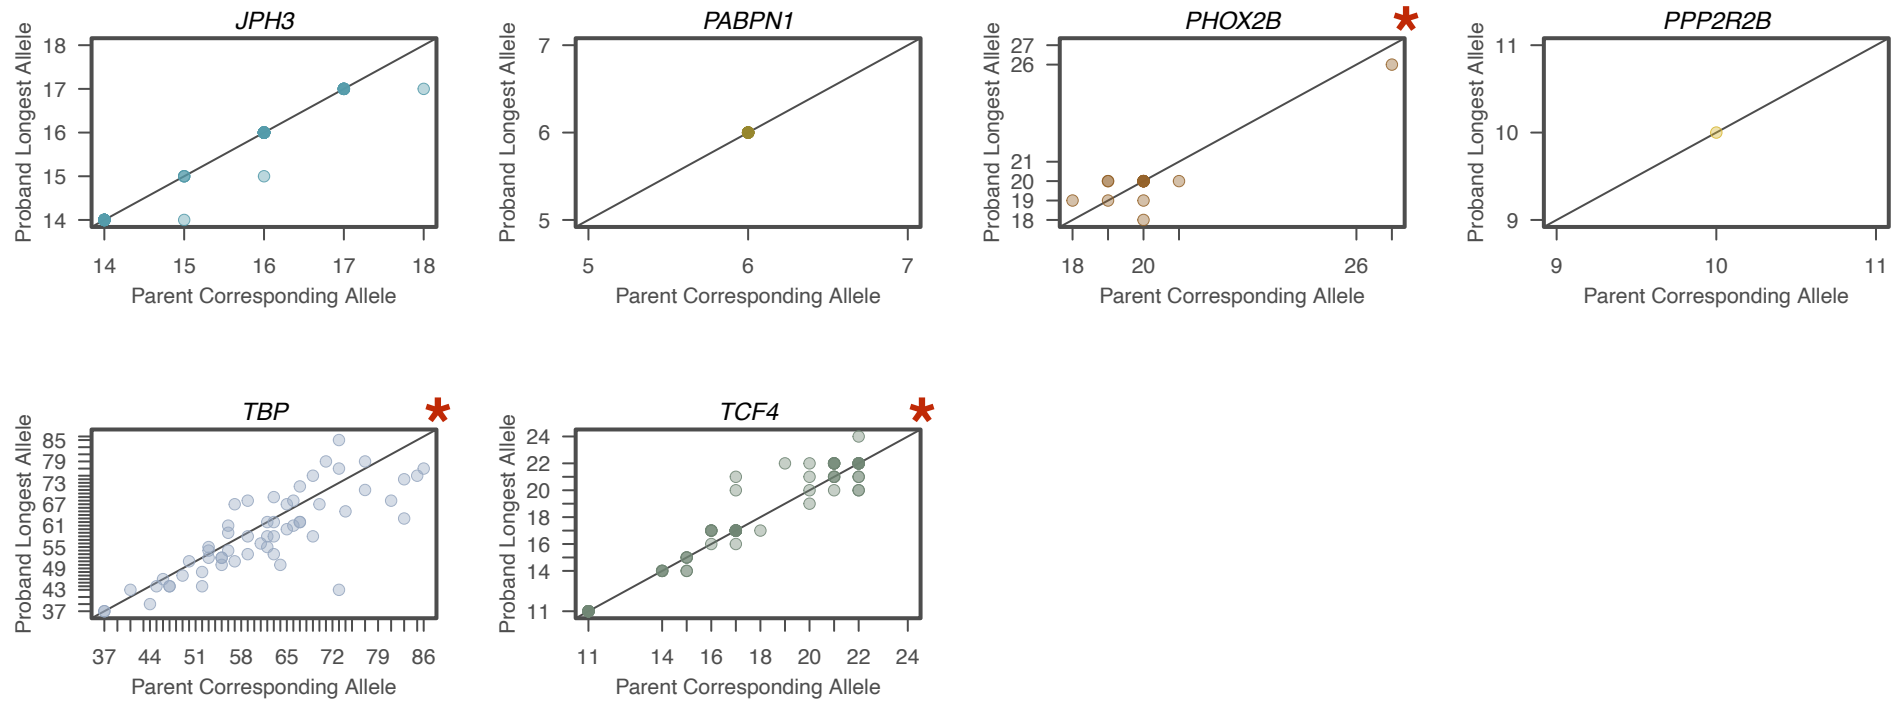 JPH3
Proband Longest Allele
18
17
16
15
14
14 15 16 17 18
Parent Corresponding Allele
PABPN1
Proband Longest Allele
7
6
5
5 6 7
Parent Corresponding Allele
PHOX2B *
Proband Longest Allele
27
26
21
20
19
18
18 20 26
Parent Corresponding Allele
PPP2R2B
Proband Longest Allele
11
10
9
9 10 11
Parent Corresponding Allele
TBP *
Proband Longest Allele
85
79
73
67
61
55
49
43
37
37 44 51 58 65 72 79 86
Parent Corresponding Allele
TCF4 *
Proband Longest Allele
24
22
20
18
16
14
11
11 14 16 18 20 22 24
Parent Corresponding Allele